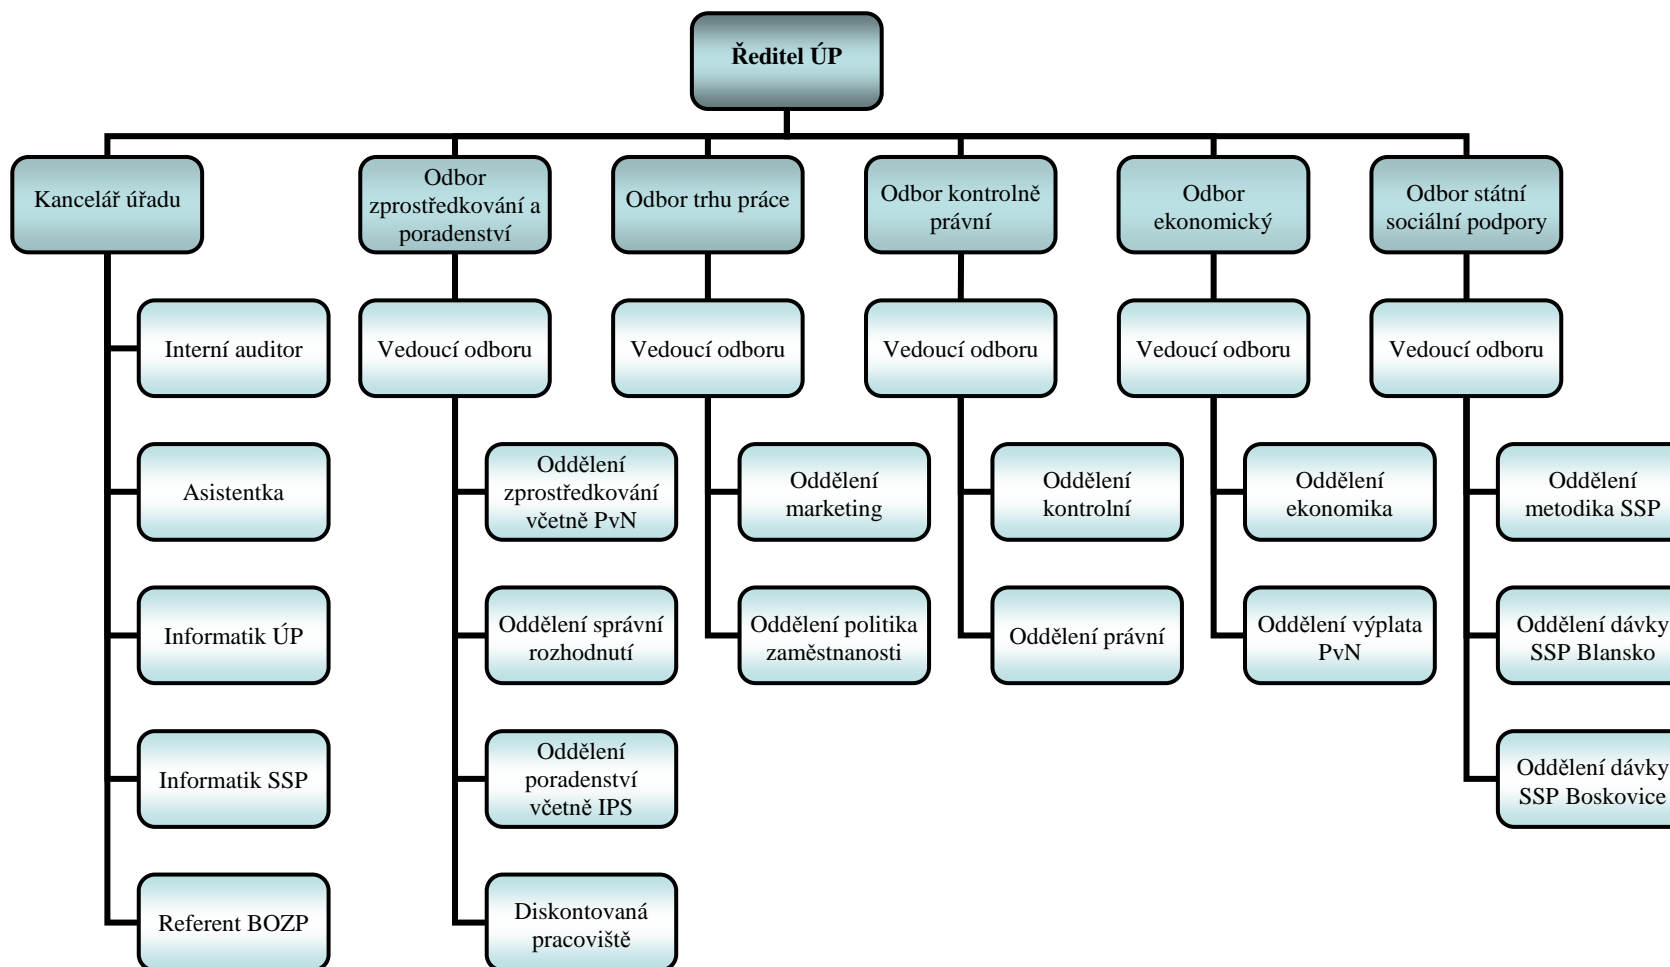 Ředitel ÚP
Kancelář úřadu
Odbor
zprostředkování a
poradenství
Odbor trhu práce
Odbor kontrolně
právní
Odbor
ekonomický
Odbor státní
sociální podpory
Interní auditor
Vedoucí odboru
Vedoucí odboru
Vedoucí odboru
Vedoucí odboru
Vedoucí odboru
Asistentka
Oddělení
zprostředkování
včetně PvN
Oddělení
marketing
Oddělení
kontrolní
Oddělení
ekonomika
Oddělení
metodika SSP
Informatik ÚP
Oddělení správní
rozhodnutí
Oddělení politika
zaměstnanosti
Oddělení právní
Oddělení výplata
PvN
Oddělení dávky
SSP Blansko
Informatik SSP
Oddělení
poradenství
včetně IPS
Oddělení dávky
SSP Boskovice
Referent BOZP
Diskontovaná
pracoviště